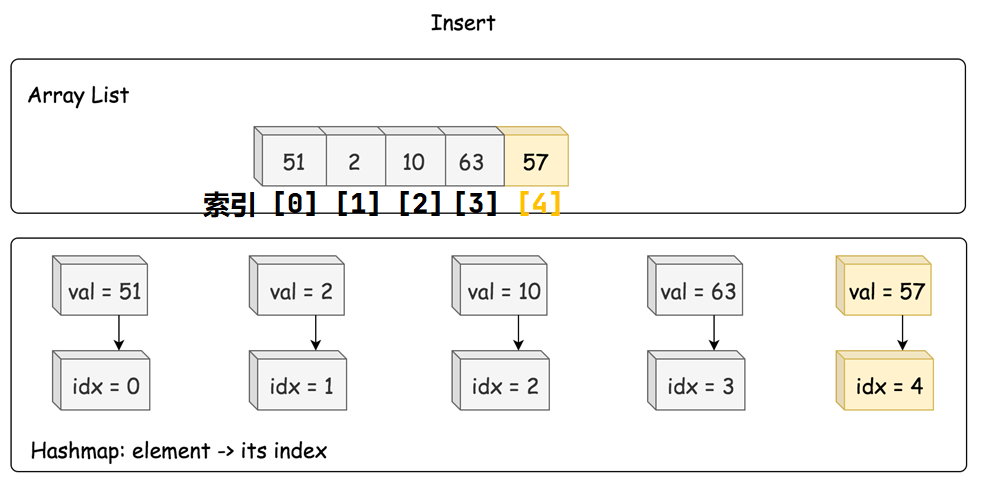 Insert
Array List
51 2 10 63 57
索引 [0] [1] [2] [3] [4]
val = 51 val = 2 val = 10 val = 63 val = 57
idx = 0 idx = 1 idx = 2 idx = 3 idx = 4
Hashmap: element -> its index